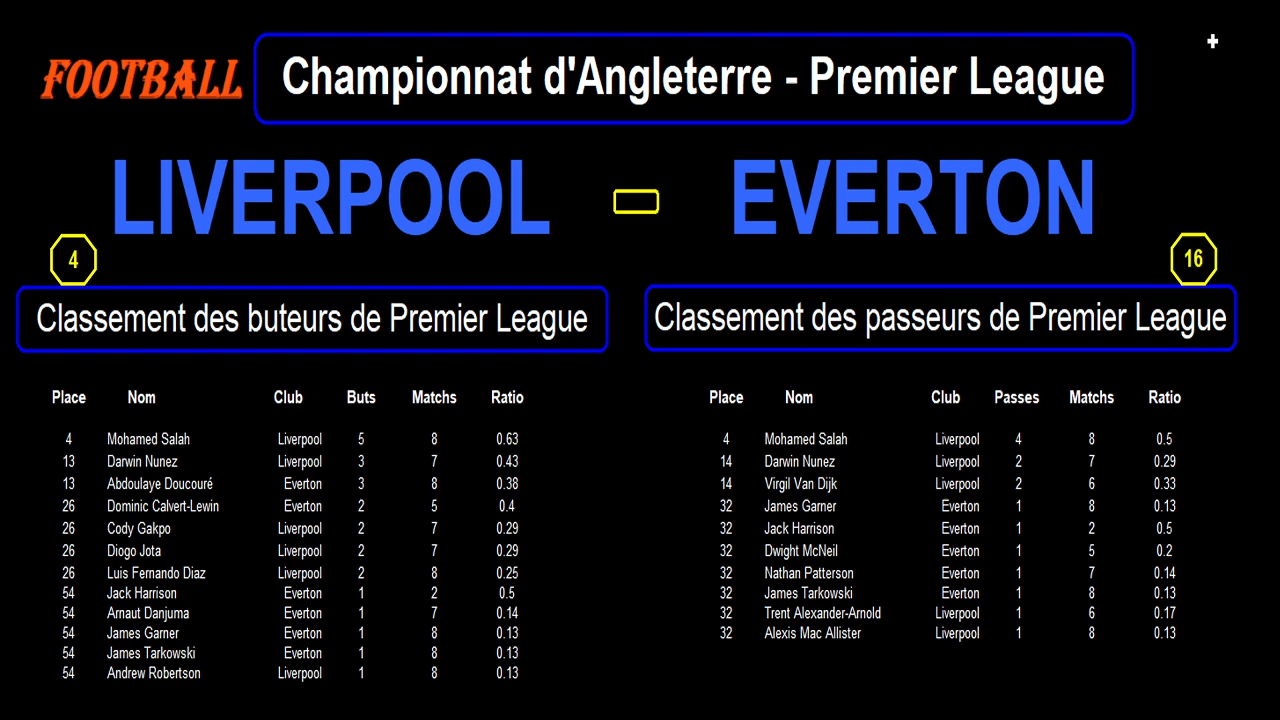 FOOTBALL
Championnat d'Angleterre - Premier League
LIVERPOOL - EVERTON
4
16
Classement des buteurs de Premier League
Place Nom Club Buts Matchs Ratio
4 Mohamed Salah Liverpool 5 8 0.63
13 Darwin Nunez Liverpool 3 7 0.43
13 Abdoulaye Doucouré Everton 3 8 0.38
26 Dominic Calvert-Lewin Everton 2 5 0.4
26 Cody Gakpo Liverpool 2 7 0.29
26 Diogo Jota Liverpool 2 7 0.29
26 Luis Fernando Diaz Liverpool 2 8 0.25
54 Jack Harrison Everton 1 2 0.5
54 Arnaut Danjuma Everton 1 7 0.14
54 James Garner Everton 1 8 0.13
54 James Tarkowski Everton 1 8 0.13
54 Andrew Robertson Liverpool 1 8 0.13
Classement des passeurs de Premier League
Place Nom Club Passes Matchs Ratio
4 Mohamed Salah Liverpool 4 8 0.5
14 Darwin Nunez Liverpool 2 7 0.29
14 Virgil Van Dijk Liverpool 2 6 0.33
32 James Garner Everton 1 8 0.13
32 Jack Harrison Everton 1 2 0.5
32 Dwight McNeil Everton 1 5 0.2
32 Nathan Patterson Everton 1 7 0.14
32 James Tarkowski Everton 1 8 0.13
32 Trent Alexander-Arnold Liverpool 1 6 0.17
32 Alexis Mac Allister Liverpool 1 8 0.13